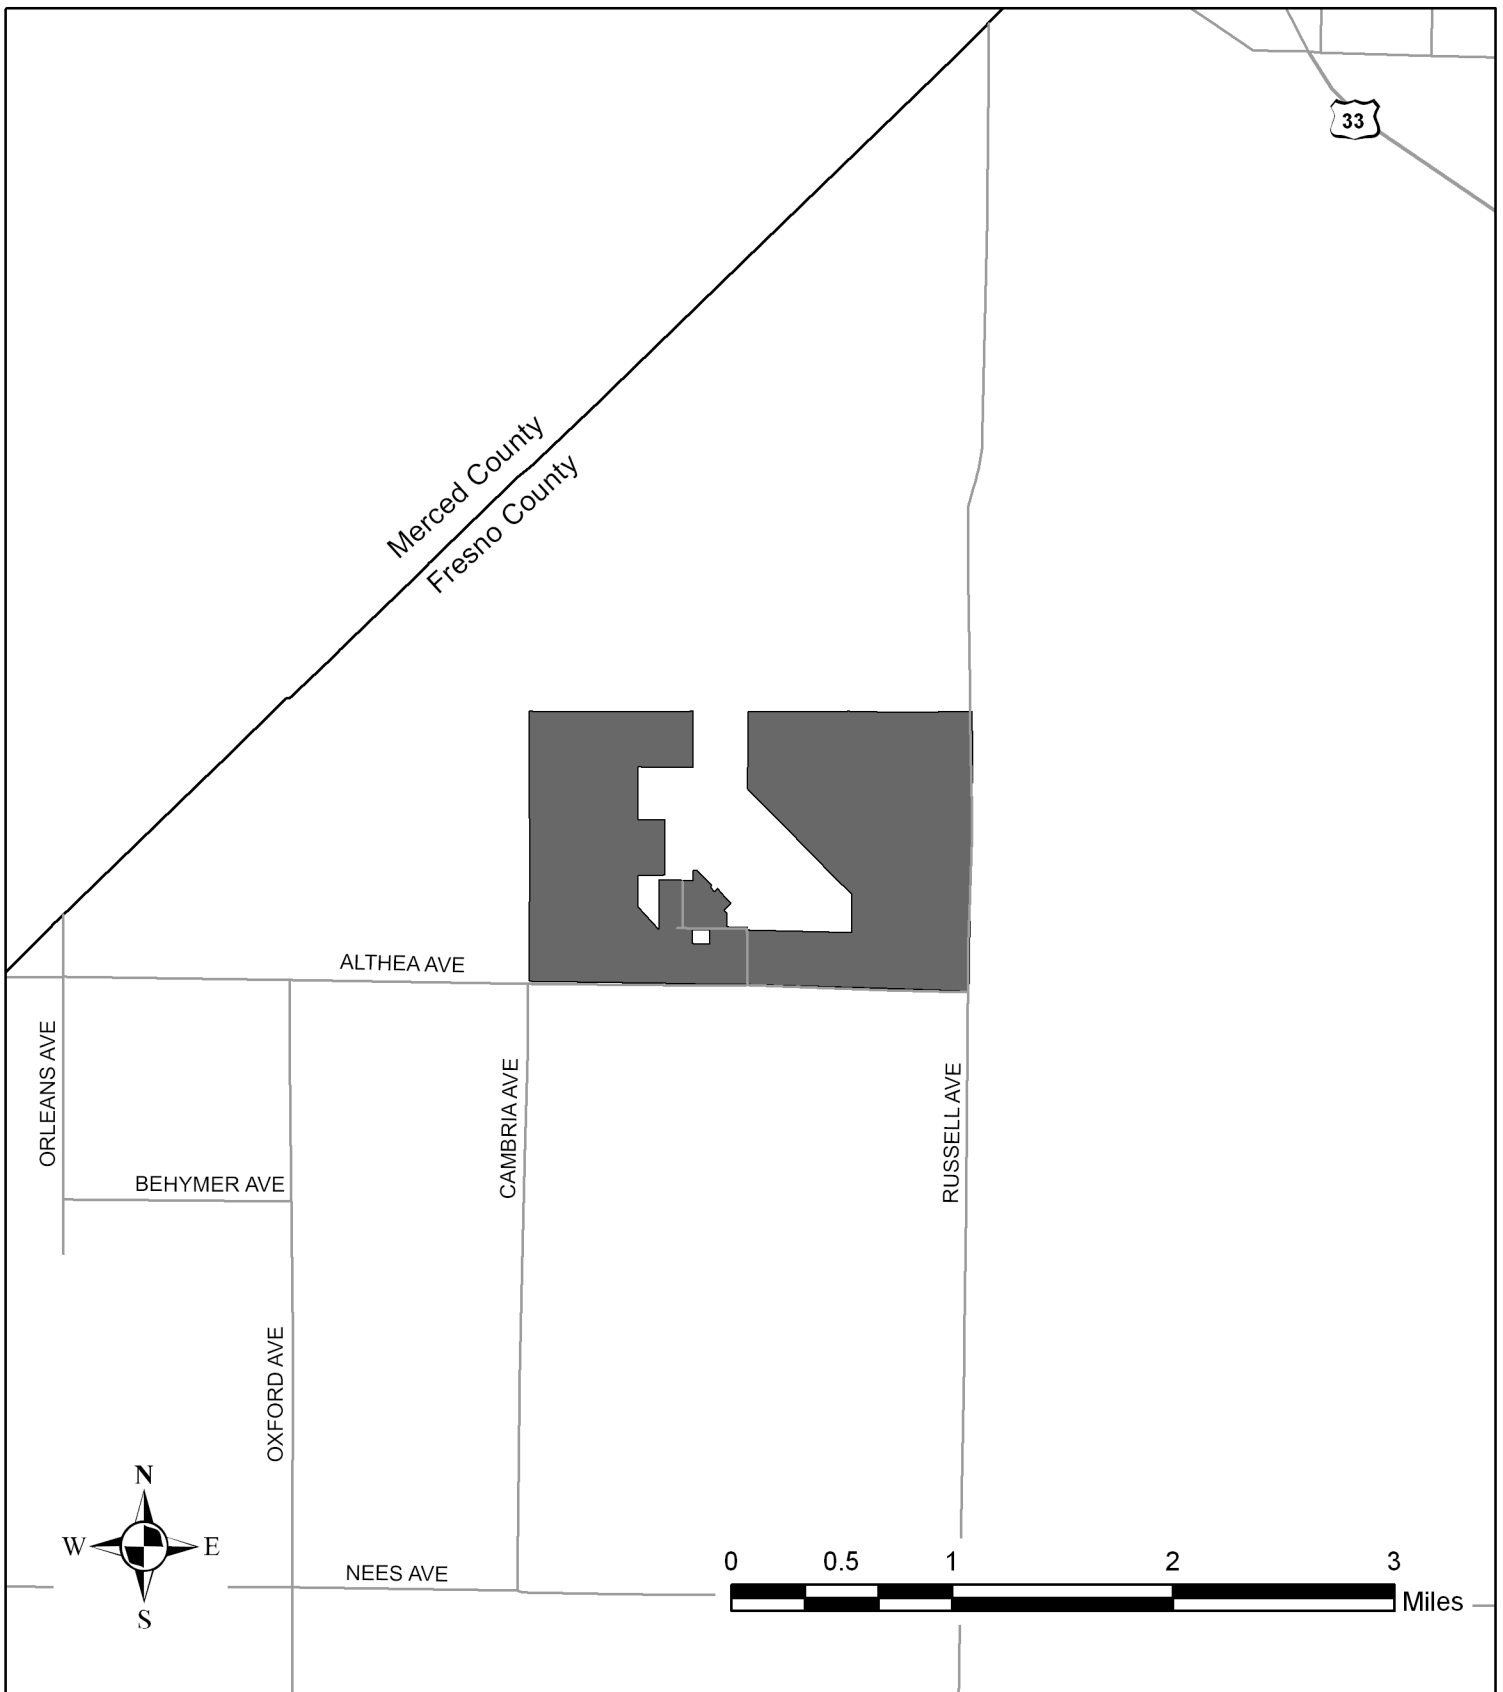 33
Merced County
Fresno County
ALTHEA AVE
ORLEANS AVE
CAMBRIA AVE
RUSSELL AVE
BEHYMER AVE
OXFORD AVE
N
W E
S
NEES AVE
0 0.5 1 2 3
Miles